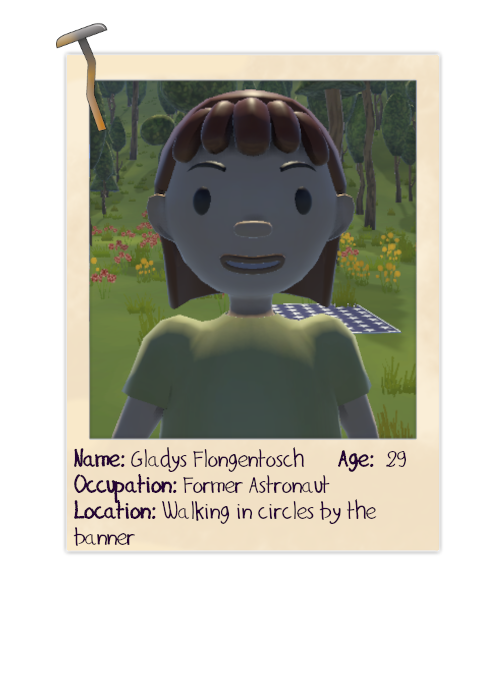 Name: Gladys Flongentosch Age: 29
Occupation: Former Astronaut
Location: Walking in circles by the
banner